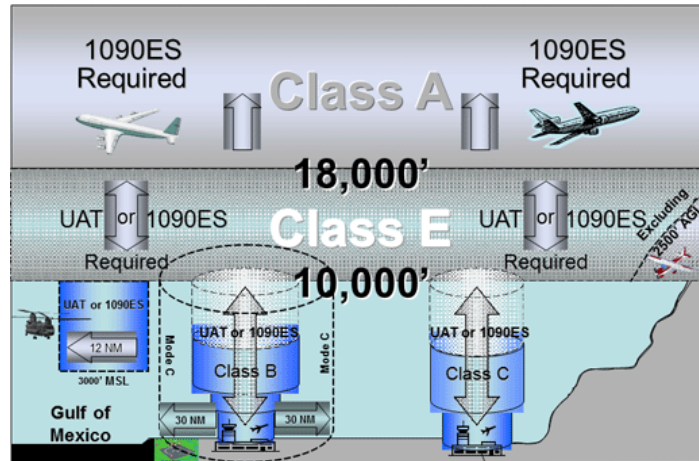 1090ES
Required
1090ES
Required
Class A
18,000’
UAT or 1090ES
Required
Class E
UAT or 1090ES
Required
Excluding
2500' AGL
10,000’
UAT or 1090ES
12 NM
3000' MSL
Gulf of
Mexico
Mode C
UAT or 1090ES
Class B
Mode C
30 NM
30 NM
UAT or 1090ES
Class C